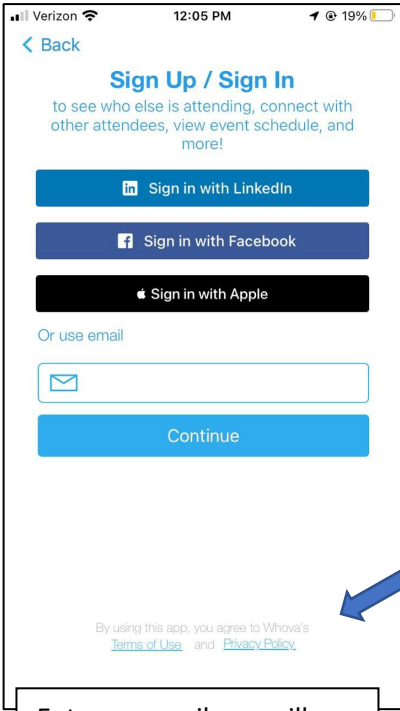 Verizon 12:05 PM 19%
Back
Sign Up / Sign In
to see who else is attending, connect with
other attendees, view event schedule, and
more!
in Sign in with LinkedIn
f Sign in with Facebook
Sign in with Apple
Or use email
Continue
By using this app, you agree to Whova's
Terms of Use and Privacy Policy.